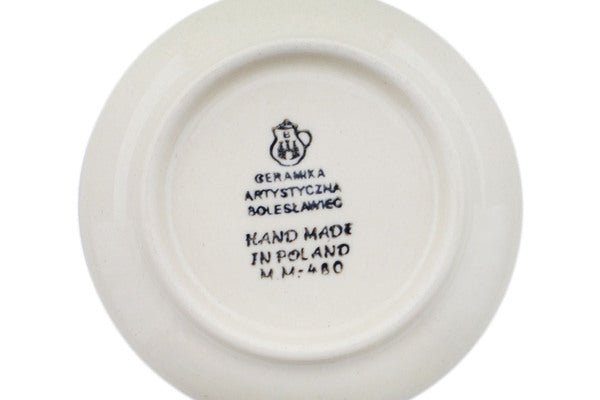 CERAMIKA
ARTYSTYCZNA
BOLESŁAWIEC
HAND MADE
IN POLAND
M M-480